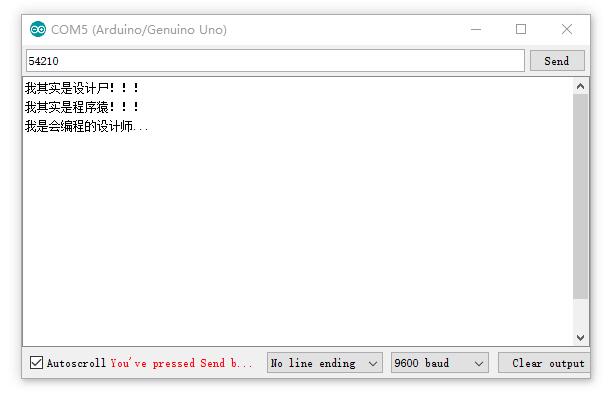 COM5 (Arduino/Genuino Uno)
54210
Send
我其实是设计尸！！！
我其实是程序猿！！！
我是会编程的设计师...
Autoscroll You've pressed Send b... No line ending 9600 baud Clear output